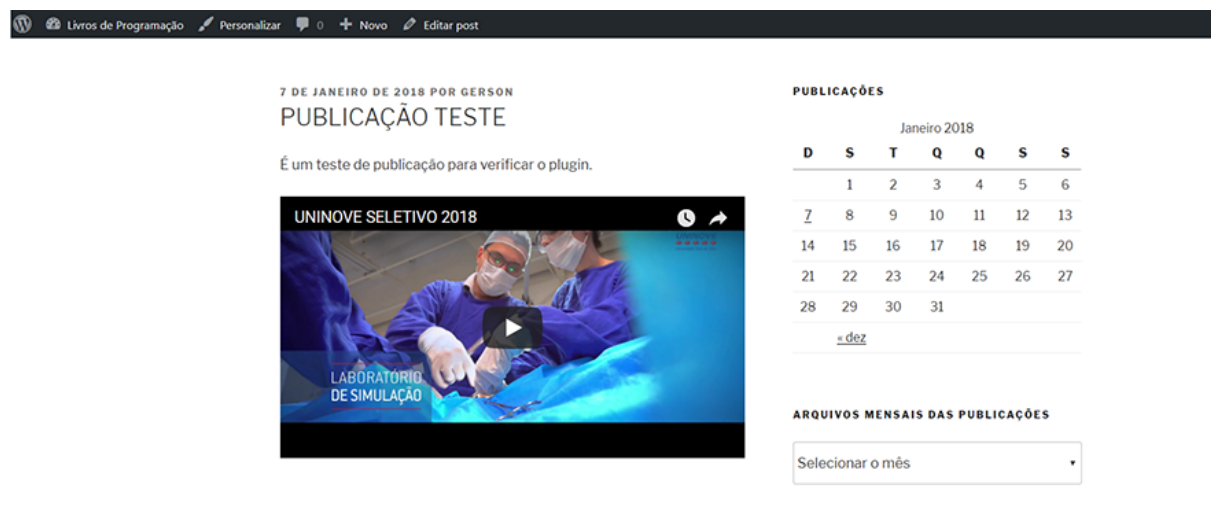 Livros de Programação Personalizar 0 Novo Editar post
7 DE JANEIRO DE 2018 POR GERSON
PUBLICAÇÃO TESTE
É um teste de publicação para verificar o plugin.
UNINOVE SELETIVO 2018
UNINOVE
LABORATÓRIO
DE SIMULAÇÃO
PUBLICAÇÕES
Janeiro 2018
D S T Q Q S S
1 2 3 4 5 6
7 8 9 10 11 12 13
14 15 16 17 18 19 20
21 22 23 24 25 26 27
28 29 30 31
« dez
ARQUIVOS MENSAIS DAS PUBLICAÇÕES
Selecionar o mês